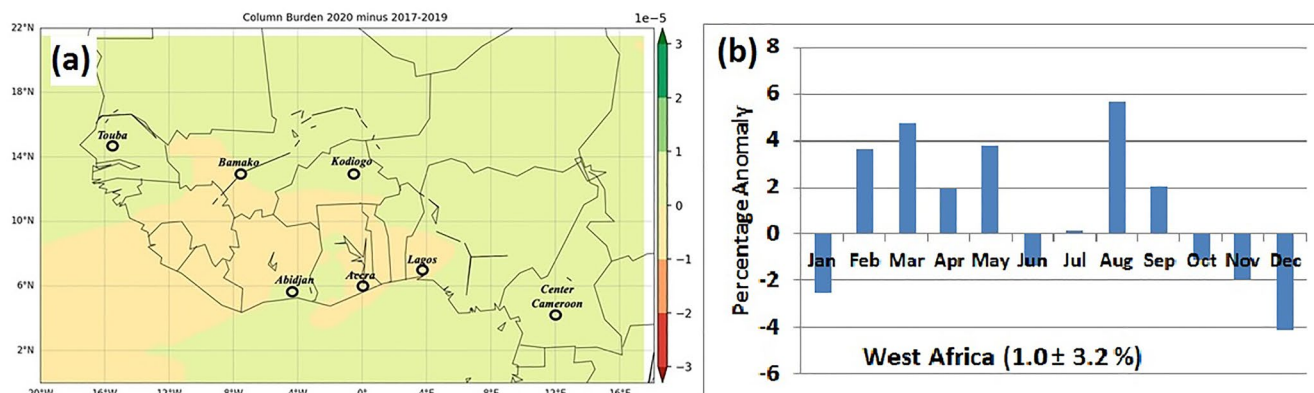 Column Burden 2020 minus 2017-2019
1e-5
(a)
22°N
18°N
14°N
10°N
6°N
2°N
20°W 16°W 12°W 8°W 4°W 0° 4°E 8°E 12°E 16°E
Touba
Bamako
Kodiogo
Abidjan
Accra
Lagos
Center
Cameroon
3
2
1
0
−1
−2
−3
(b)
Percentage Anomaly
8
6
4
2
0
-2
-4
-6
Jan Feb Mar Apr May Jun Jul Aug Sep Oct Nov Dec
West Africa (1.0 ± 3.2 %)